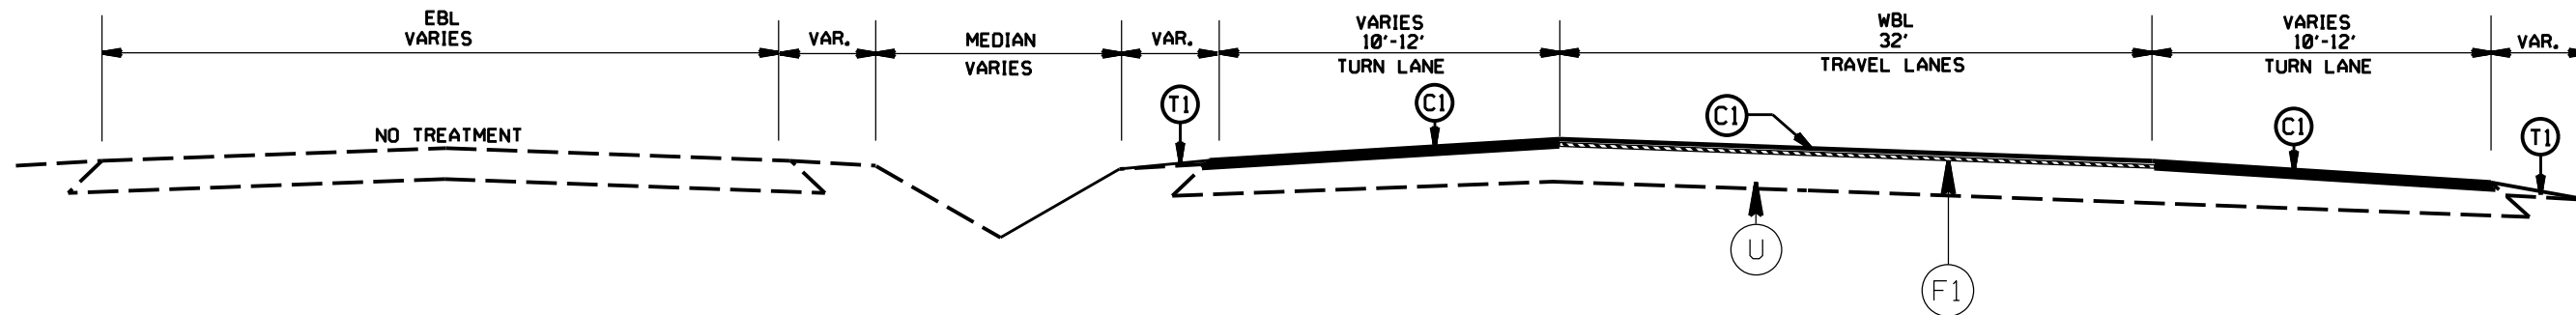 EBL
VARIES
VAR.
MEDIAN
VARIES
VAR.
VARIES
10'-12'
TURN LANE
WBL
32'
TRAVEL LANES
VARIES
10'-12'
TURN LANE
VAR.
NO TREATMENT
T1
C1
C1
C1
T1
U
F1